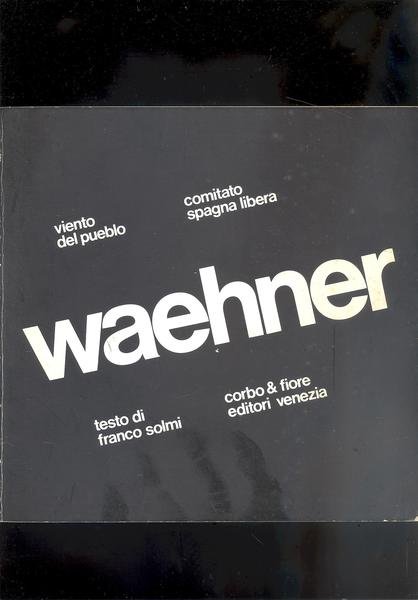 viento
del pueblo
comitato
spagna libera
waehner
testo di
franco solmi
corbo & fiore
editori venezia